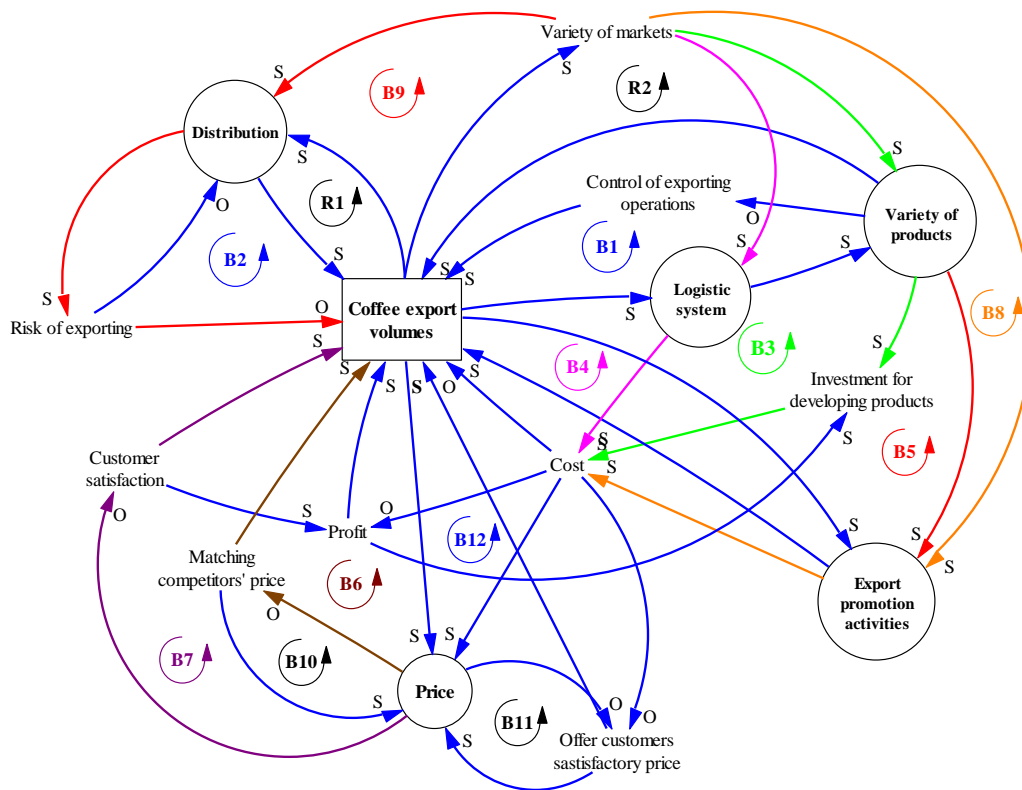 Variety of markets
S
S
B9
R2
Distribution
S
S
S
Control of exporting
operations
Variety of
products
O
R1
O
B1
B2
S
S
S
S
S
Logistic
system
S
S
Coffee export
volumes
B8
Risk of exporting
O
S
B3
S
S
S
S
S
O
S
B4
Investment for
developing products
Customer
satisfaction
S
S
S
S
B5
Cost
O
S
O
S
Profit
B12
S
S
Matching
competitors' price
B6
S
Export
promotion
activities
O
S
S
B7
B10
Price
S
B11
O
O
S
Offer customers
sastisfactory price